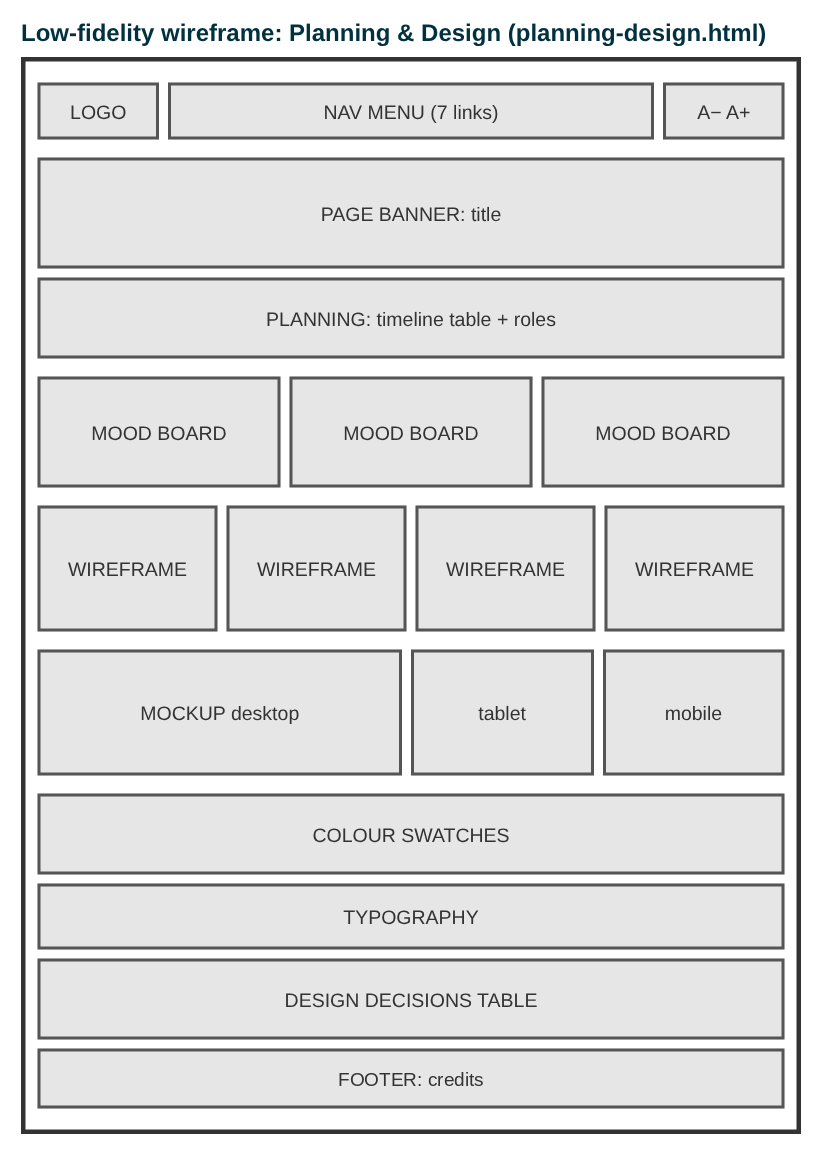 Low-fidelity wireframe: Planning & Design (planning-design.html)
LOGO
NAV MENU (7 links)
A− A+
PAGE BANNER: title
PLANNING: timeline table + roles
MOOD BOARD
MOOD BOARD
MOOD BOARD
WIREFRAME
WIREFRAME
WIREFRAME
WIREFRAME
MOCKUP desktop
tablet
mobile
COLOUR SWATCHES
TYPOGRAPHY
DESIGN DECISIONS TABLE
FOOTER: credits